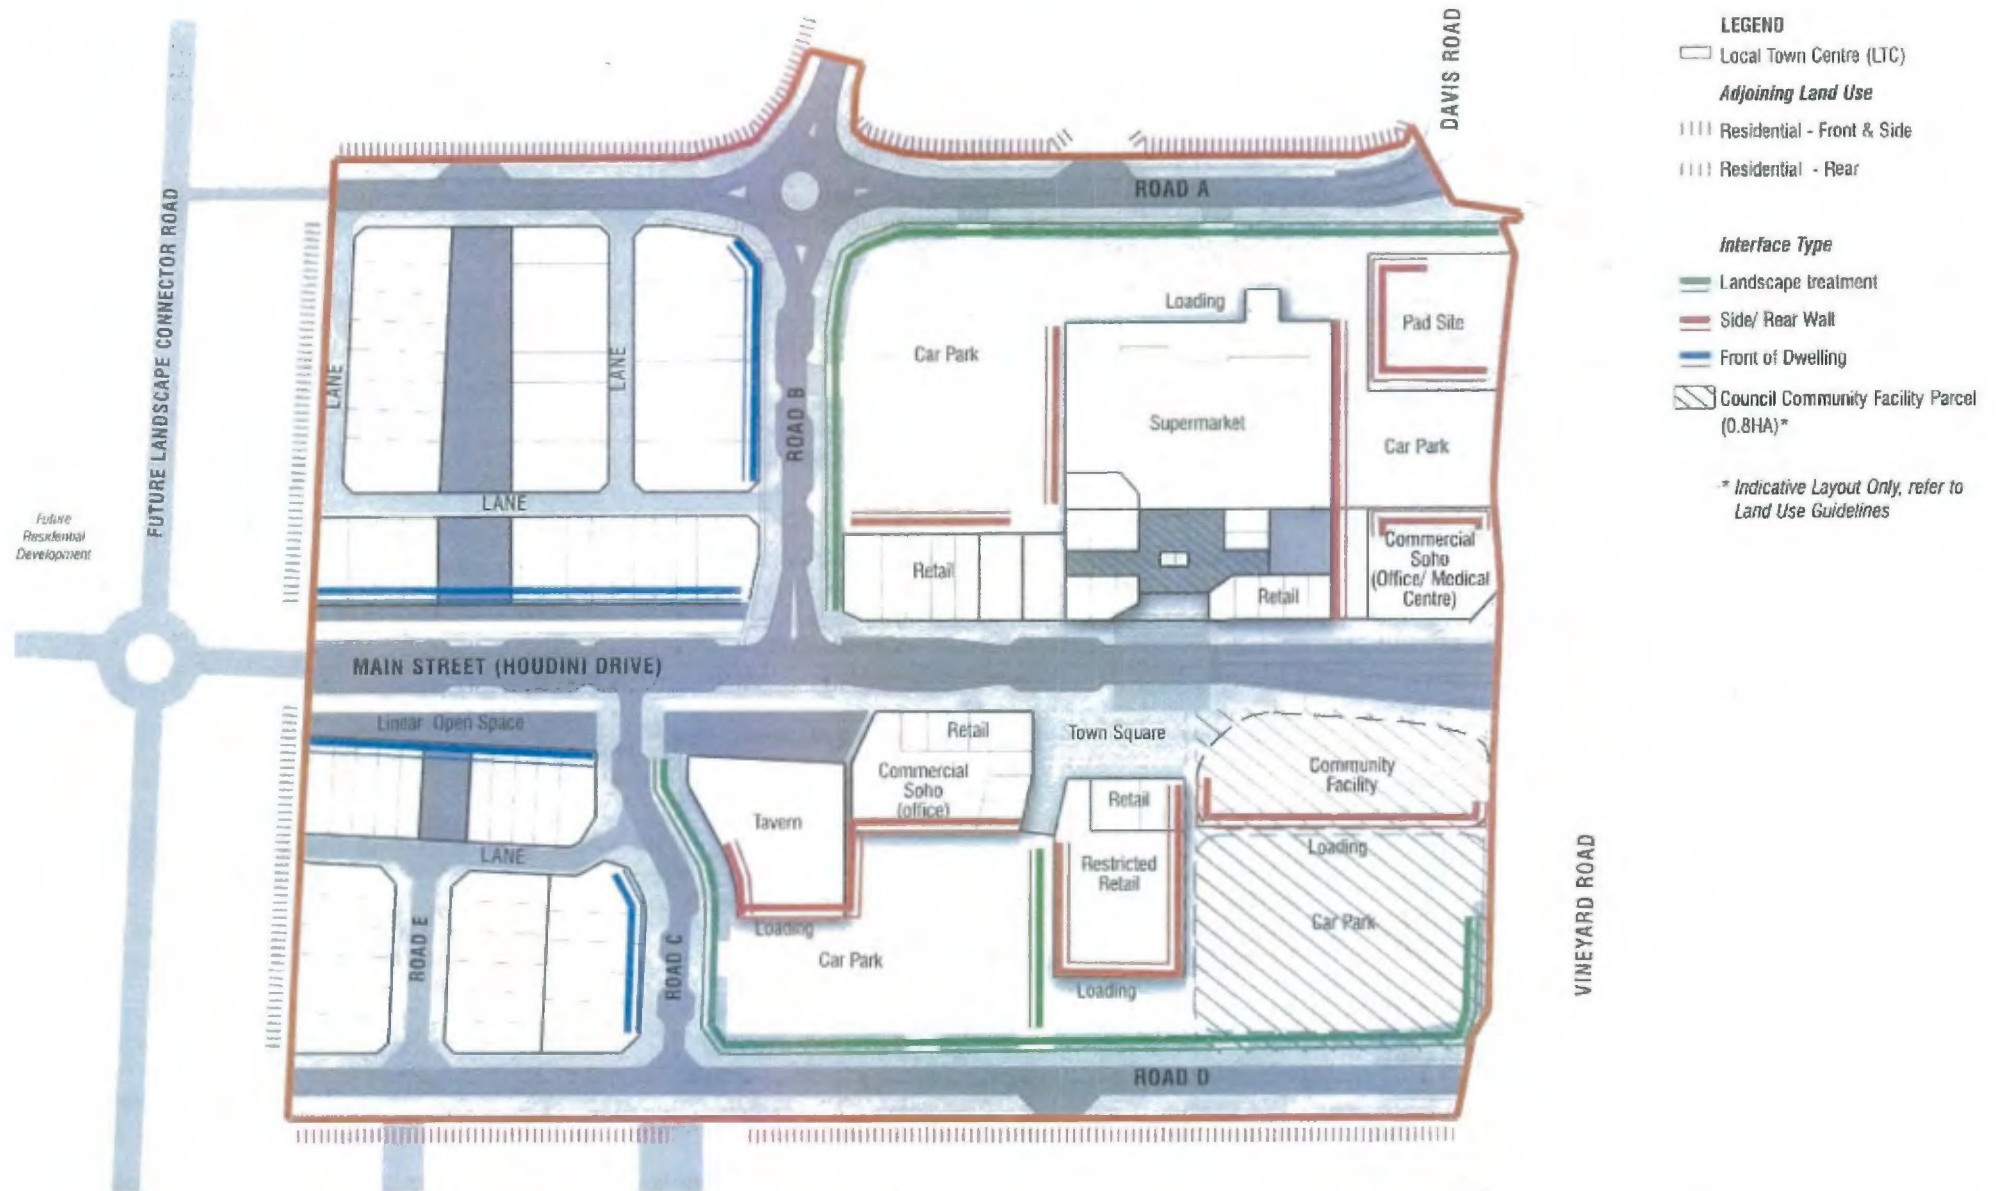 DAVIS ROAD
LEGEND
Local Town Centre (LTC)
Adjoining Land Use
Residential - Front & Side
Residential - Rear
Interface Type
Landscape treatment
Side/ Rear Wall
Front of Dwelling
Council Community Facility Parcel
(0.8HA)*
* Indicative Layout Only, refer to
Land Use Guidelines
FUTURE LANDSCAPE CONNECTOR ROAD
Future
Residential
Development
ROAD A
LANE
LANE
LANE
ROAD B
Loading
Car Park
Supermarket
Pad Site
Car Park
Retail
Retail
Commercial
Soho
(Office/ Medical
Centre)
MAIN STREET (HOUDINI DRIVE)
Linear Open Space
Retail
Town Square
Commercial
Soho
(office)
Tavern
Retail
Community
Facility
LANE
Restricted
Retail
Loading
Loading
Car Park
Car Park
Loading
ROAD E
ROAD C
ROAD D
VINEYARD ROAD